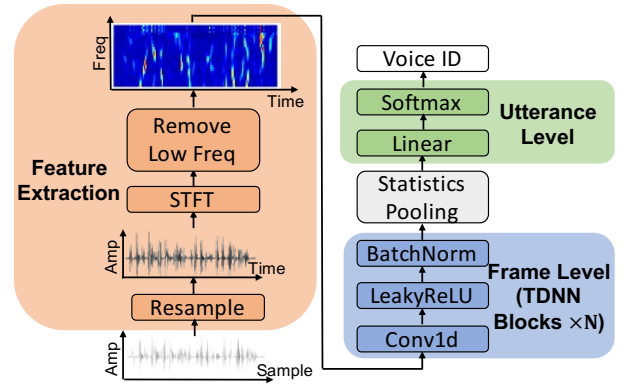 Freq
Time
Remove
Low Freq
Feature
Extraction
STFT
Amp
Time
Resample
Amp
Sample
Voice ID
Softmax
Linear
Utterance
Level
Statistics
Pooling
BatchNorm
LeakyReLU
Conv1d
Frame Level
(TDNN
Blocks ×N)